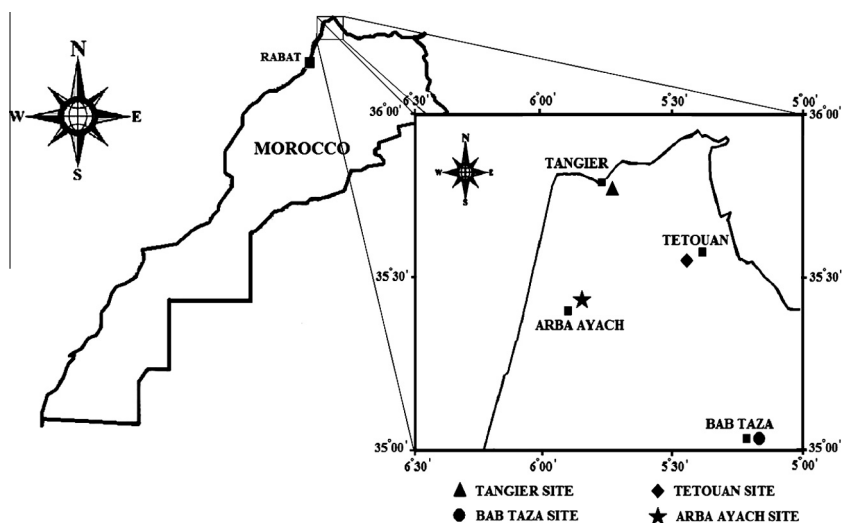 N
W E
S
RABAT
MOROCCO
6°30' 6°00' 5°30' 5°00'
36°00' 36°00'
N
W E
S
TANGIER
TETOUAN
35°30' 35°30'
ARBA AYACH
BAB TAZA
35°00' 35°00'
6°30' 6°00' 5°30' 5°00'
TANGIER SITE TETOUAN SITE
BAB TAZA SITE ARBA AYACH SITE